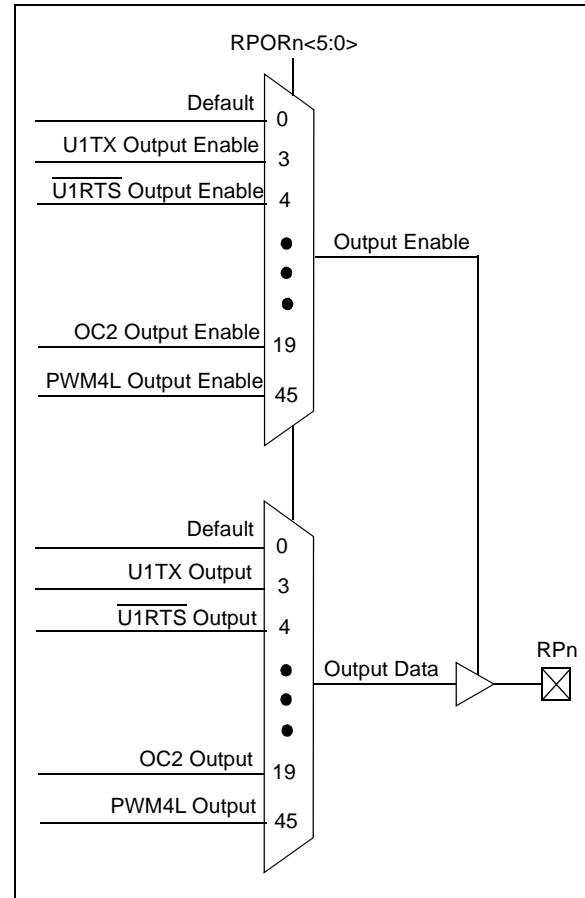 RPORn<5:0>
Default
0
U1TX Output Enable
3
U1RTS Output Enable
4
Output Enable
OC2 Output Enable
19
PWM4L Output Enable
45
Default
0
U1TX Output
3
U1RTS Output
4
RPn
Output Data
OC2 Output
19
PWM4L Output
45